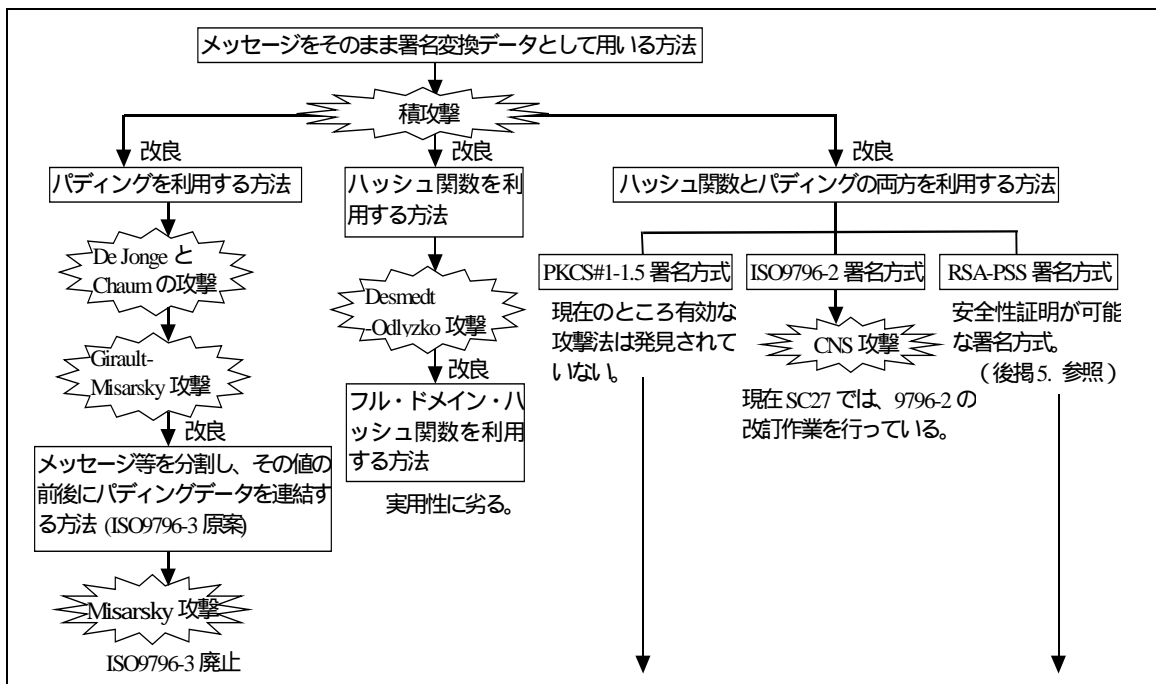 メッセージをそのまま署名変換データとして用いる方法
積攻撃
改良
改良
改良
パディングを利用する方法
De Jonge と
Chaum の攻撃
Girault-
Misarsky 攻撃
改良
メッセージ等を分割し、その値の
前後にパディングデータを連結す
る方法 (ISO9796-3 原案)
Misarsky 攻撃
ISO9796-3 廃止
ハッシュ関数を利
用する方法
Desmedt
-Odlyzko 攻撃
改良
フル・ドメイン・ハ
ッシュ関数を利用
する方法
実用性に劣る。
ハッシュ関数とパディングの両方を利用する方法
PKCS#1-1.5 署名方式
現在のところ有効な
攻撃法は発見されて
いない。
ISO9796-2 署名方式
CNS 攻撃
現在 SC27 では、9796-2 の
改訂作業を行っている。
RSA-PSS 署名方式
安全性証明が可能
な署名方式。
（後掲 5. 参照）